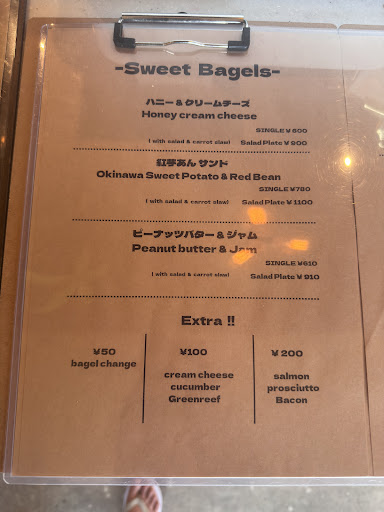 -Sweet Bagels-
ハニー & クリームチーズ
Honey cream cheese
SINGLE ¥600
( with salad & carrot slaw) Salad Plate ¥900
紅芋あん サンド
Okinawa Sweet Potato & Red Bean
SINGLE ¥780
( with salad & carrot slaw) Salad Plate ¥1100
ピーナッツバター & ジャム
Peanut butter & Jam
SINGLE ¥610
( with salad & carrot slaw) Salad Plate ¥910
Extra !!
¥50
bagel change
¥100
cream cheese
cucumber
Greenreef
¥200
salmon
prosciutto
Bacon